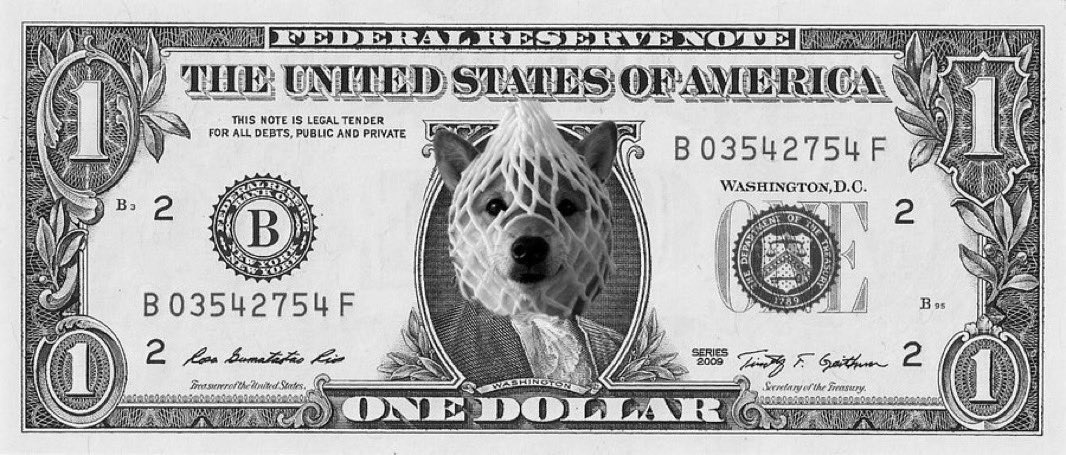 FEDERAL RESERVE NOTE
THE UNITED STATES OF AMERICA
1
1
THIS NOTE IS LEGAL TENDER
FOR ALL DEBTS, PUBLIC AND PRIVATE
B 03542754 F
WASHINGTON, D.C.
B3
2
2
FEDERAL RESERVE BANK OF NEW YORK NEW YORK
B
ONE
THE DEPARTMENT OF THE TREASURY
1789
B 03542754 F
B 95
2
Rosa Gumataotao Rios
SERIES
2009
Timothy F. Geithner
2
Treasurer of the United States.
WASHINGTON
Secretary of the Treasury.
1
ONE DOLLAR
1